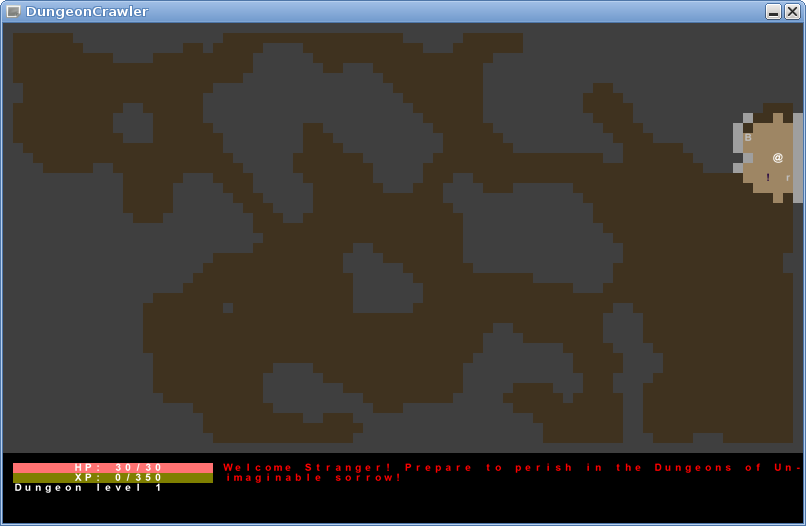 DungeonCrawler
B
@
! r
HP: 30/30
XP: 0/350
Dungeon level 1
Welcome Stranger! Prepare to perish in the Dungeons of Un-
imaginable sorrow!